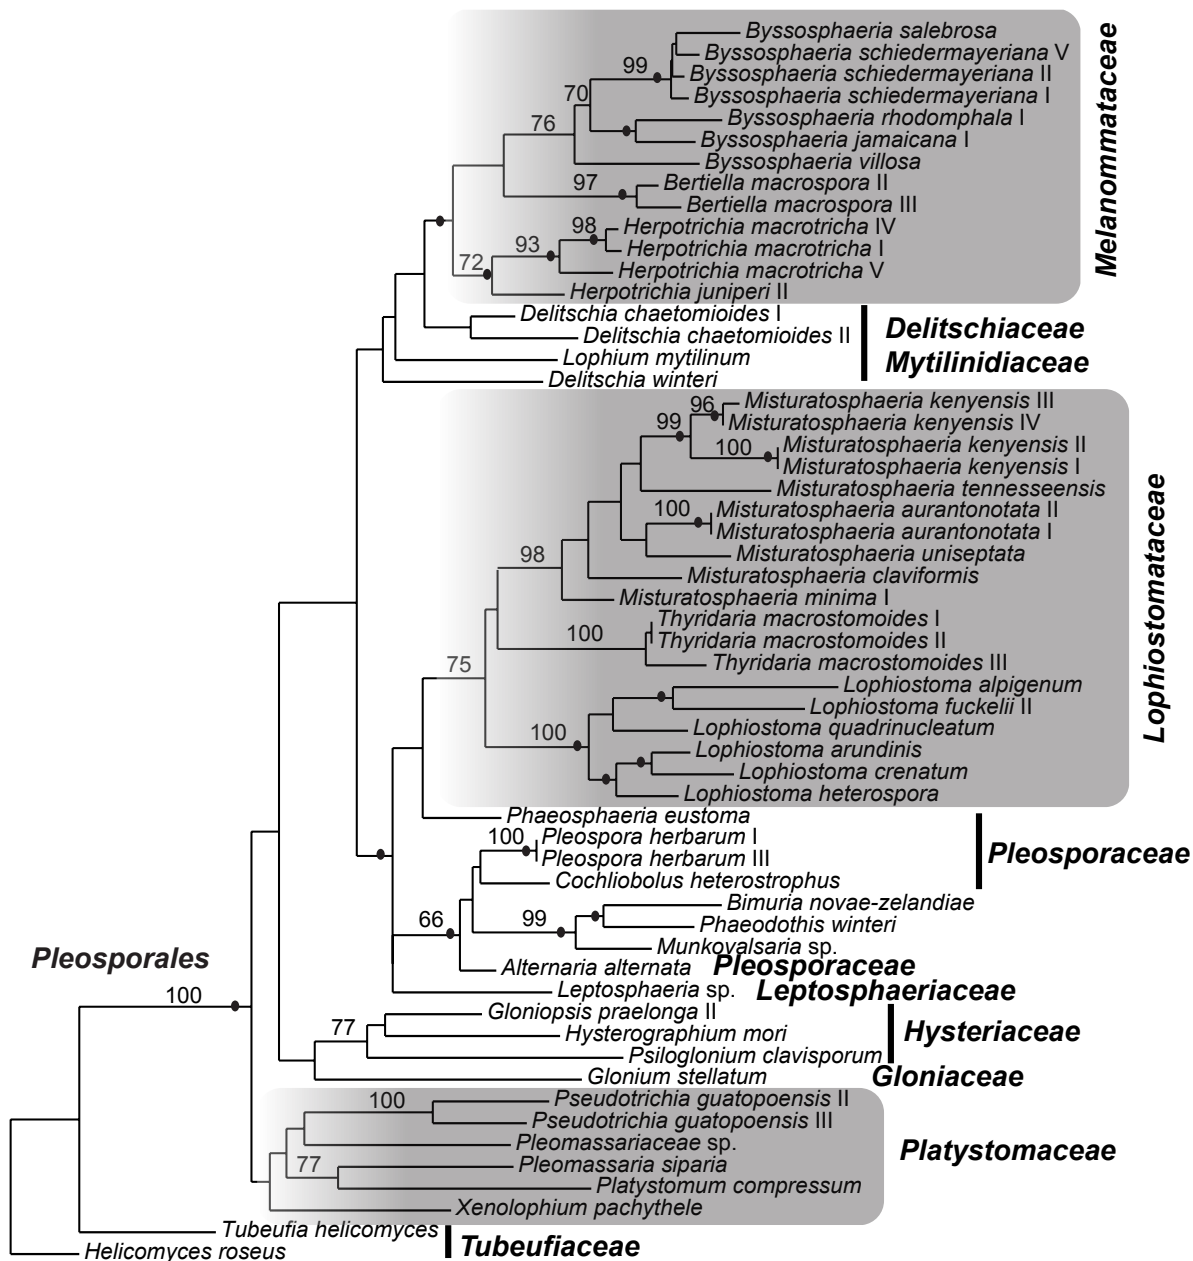 Byssosphaeria salebrosa
Byssosphaeria schiedermayeriana V
99
Byssosphaeria schiedermayeriana II
Byssosphaeria schiedermayeriana I
70
Byssosphaeria rhodomphala I
76
Byssosphaeria jamaicana I
Byssosphaeria villosa
97
Bertiella macrospora II
Bertiella macrospora III
98
Herpotrichia macrotricha IV
93
Herpotrichia macrotricha I
72
Herpotrichia macrotricha V
Herpotrichia juniperi II
Melanommataceae
Delitschia chaetomioides I
Delitschia chaetomioides II
Delitschiaceae
Lophium mytilinum
Mytilinidiaceae
Delitschia winteri
96
Misturatosphaeria kenyensis III
99
Misturatosphaeria kenyensis IV
100
Misturatosphaeria kenyensis II
Misturatosphaeria kenyensis I
Misturatosphaeria tennesseensis
100
Misturatosphaeria aurantonotata II
Misturatosphaeria aurantonotata I
98
Misturatosphaeria uniseptata
Misturatosphaeria claviformis
Misturatosphaeria minima I
Thyridaria macrostomoides I
100
Thyridaria macrostomoides II
75
Thyridaria macrostomoides III
Lophiostoma alpigenum
Lophiostoma fuckelii II
100
Lophiostoma quadrinucleatum
Lophiostoma arundinis
Lophiostoma crenatum
Lophiostoma heterospora
Lophiostomataceae
Phaeosphaeria eustoma
100
Pleospora herbarum I
Pleospora herbarum III
Pleosporaceae
Cochliobolus heterostrophus
Bimuria novae-zelandiae
66
99
Phaeodothis winteri
Munkovalsaria sp.
Pleosporales
Alternaria alternata Pleosporaceae
100
Leptosphaeria sp. Leptosphaeriaceae
Gloniopsis praelonga II
77
Hysterographium mori
Hysteriaceae
Psiloglonium clavisporum
Glonium stellatum
Gloniaceae
100
Pseudotrichia guatopoensis II
Pseudotrichia guatopoensis III
Pleomassariaceae sp.
Platystomaceae
77
Pleomassaria siparia
Platystomum compressum
Xenolophium pachythele
Tubeufia helicomyces
Helicomyces roseus
Tubeufiaceae